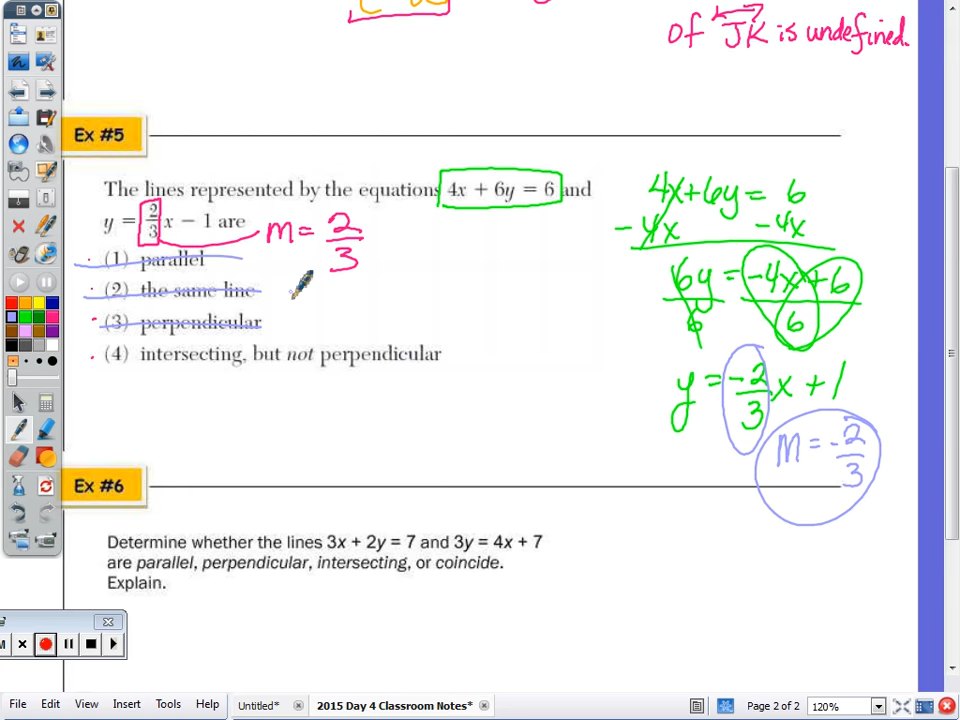 of JK is undefined.
Ex #5
The lines represented by the equations 4x + 6y = 6 and
y = 2/3 x − 1 are
m = 2/3
(1) parallel
(2) the same line
(3) perpendicular
(4) intersecting, but not perpendicular
4x+6y = 6
−4x −4x
6y = −4x + 6
6 6
y = −2/3 x + 1
m = −2/3
Ex #6
Determine whether the lines 3x + 2y = 7 and 3y = 4x + 7
are parallel, perpendicular, intersecting, or coincide.
Explain.
File Edit View Insert Tools Help
Untitled*
2015 Day 4 Classroom Notes*
Page 2 of 2
120%